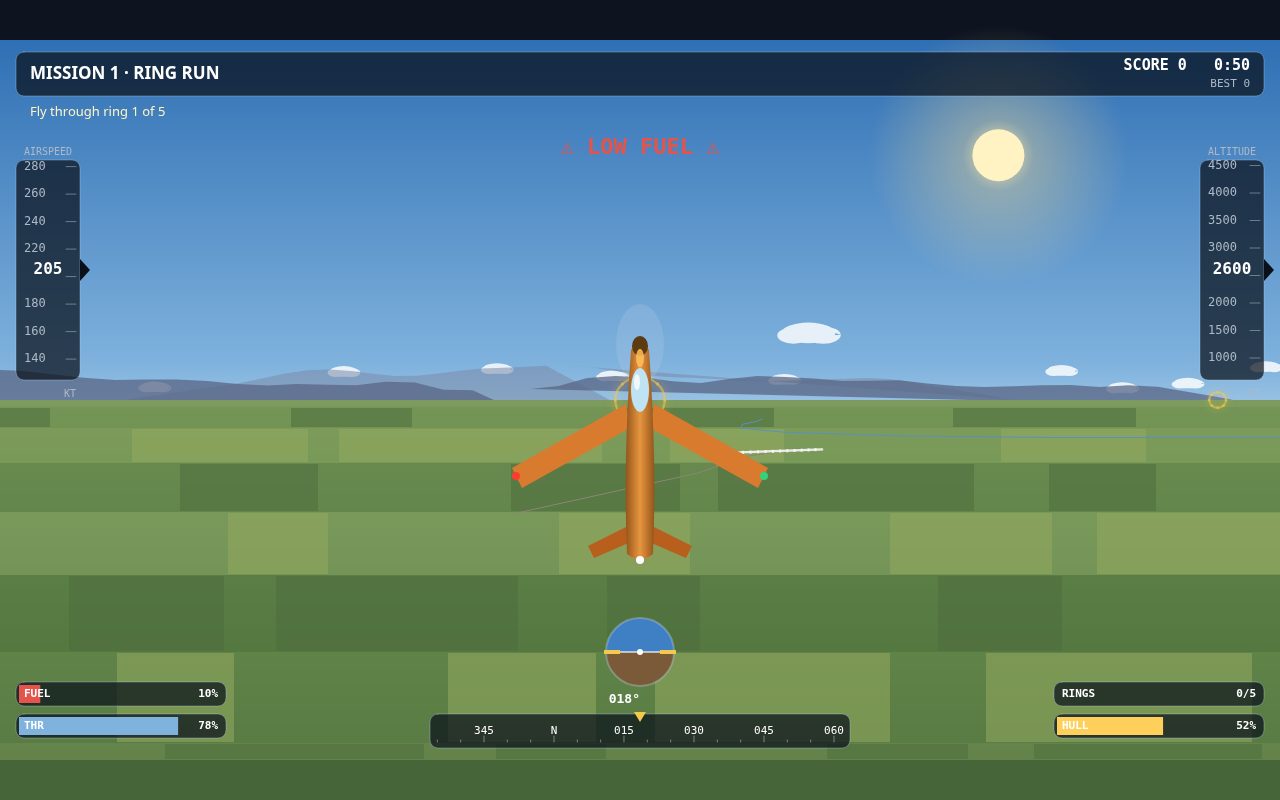 MISSION 1 · RING RUN
SCORE 0 0:50
BEST 0
Fly through ring 1 of 5
⚠ LOW FUEL ⚠
AIRSPEED
280
260
240
220
205
180
160
140
KT
ALTITUDE
4500
4000
3500
3000
2600
2000
1500
1000
018°
345 N 015 030 045 060
FUEL 10%
THR 78%
RINGS 0/5
HULL 52%